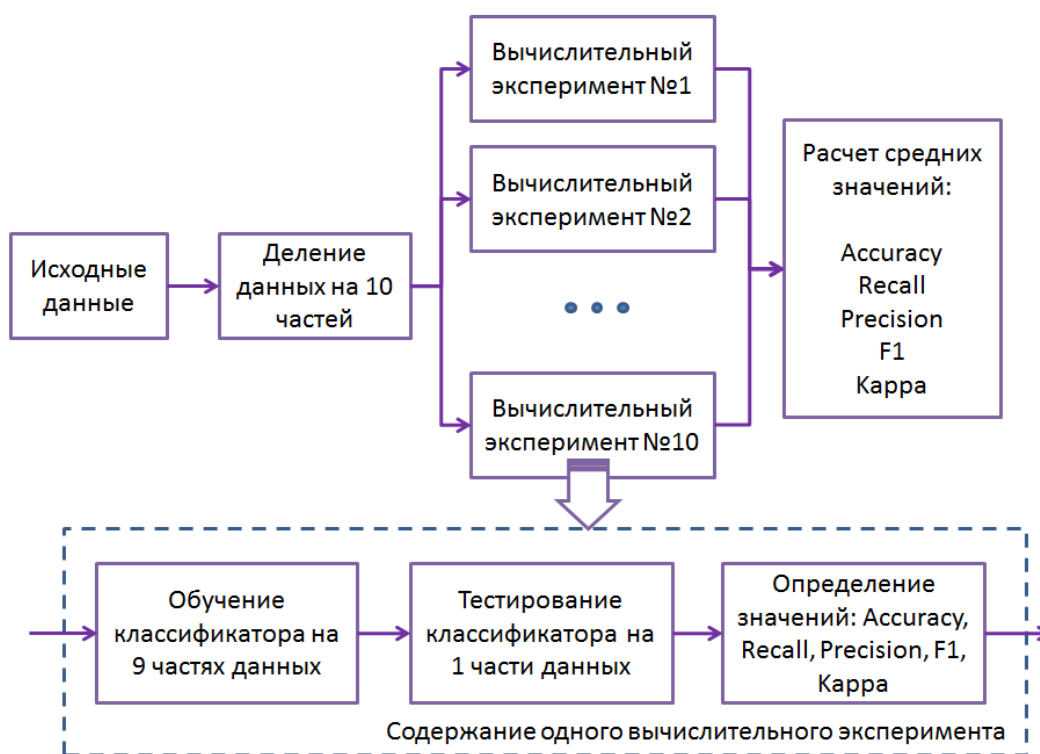 Исходные
данные
Деление
данных на 10
частей
Вычислительный
эксперимент №1
Вычислительный
эксперимент №2
Вычислительный
эксперимент №10
Расчет средних
значений:
Accuracy
Recall
Precision
F1
Kappa
Обучение
классификатора на
9 частях данных
Тестирование
классификатора на
1 части данных
Определение
значений: Accuracy,
Recall, Precision, F1,
Kappa
Содержание одного вычислительного эксперимента